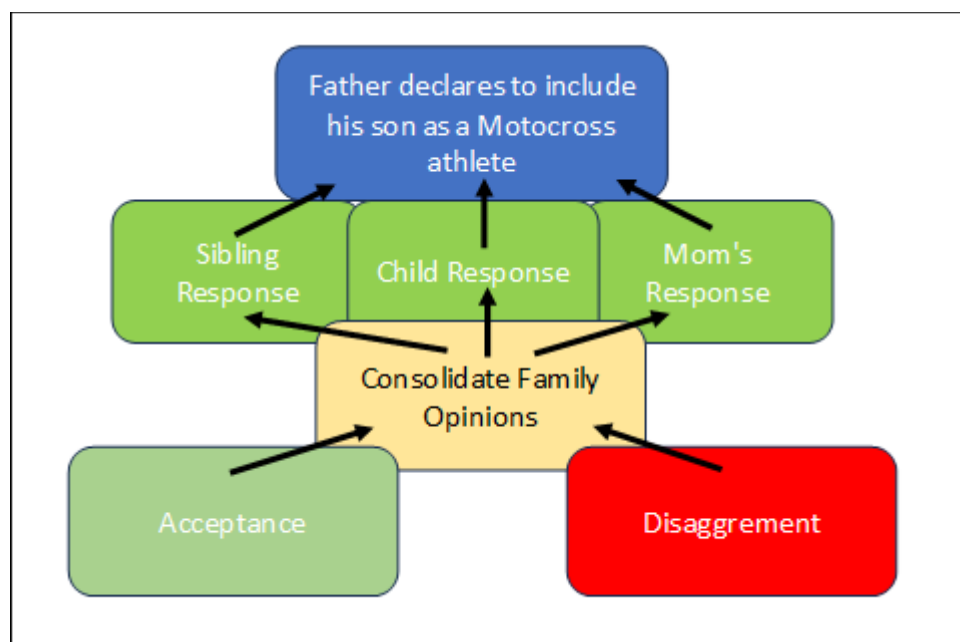 Father declares to include
his son as a Motocross
athlete
Sibling
Response
Child Response
Mom's
Response
Consolidate Family
Opinions
Acceptance
Disaggrement